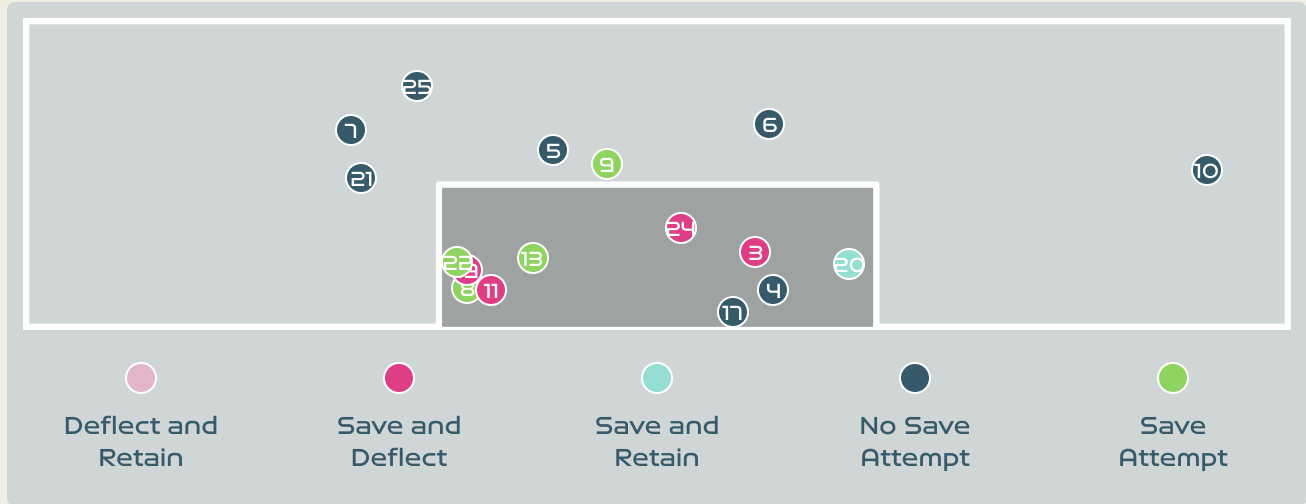 25
7
6
5
9
10
21
24
3
22
13
20
8
11
4
17
Deflect and
Retain
Save and
Deflect
Save and
Retain
No Save
Attempt
Save
Attempt